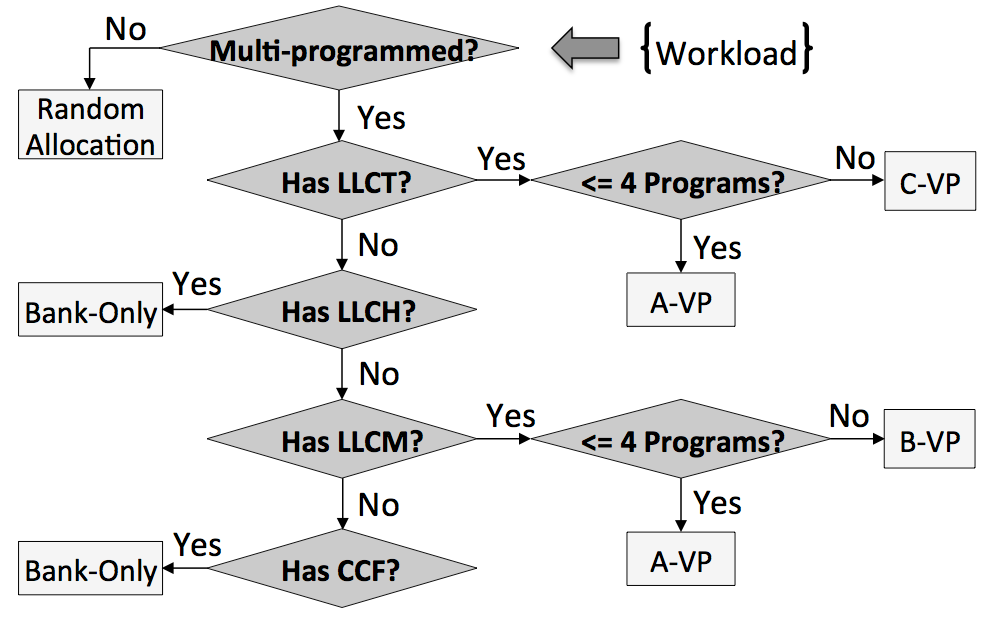 No
Multi-programmed?
{Workload}
Random
Allocation
Yes
Has LLCT?
Yes
<= 4 Programs?
No
C-VP
No
Yes
A-VP
Bank-Only
Yes
Has LLCH?
No
Has LLCM?
Yes
<= 4 Programs?
No
B-VP
No
Yes
A-VP
Bank-Only
Yes
Has CCF?